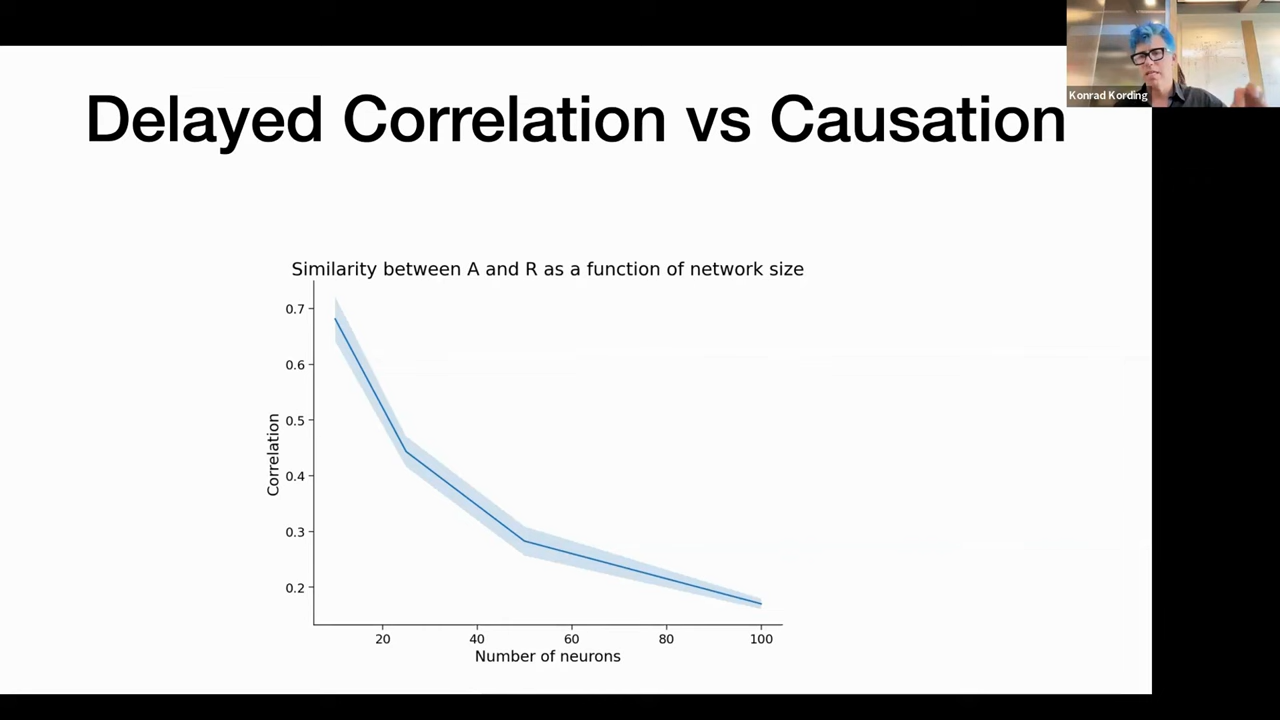 Konrad Kording
Delayed Correlation vs Causation
Similarity between A and R as a function of network size
0.7
0.6
0.5
0.4
0.3
0.2
Correlation
20 40 60 80 100
Number of neurons